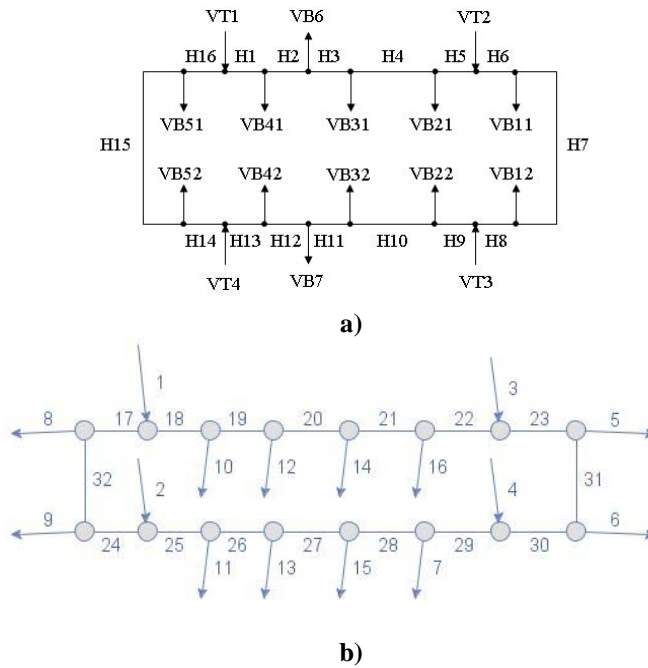 VT1 VB6 VT2
H16 H1 H2 H3 H4 H5 H6
VB51 VB41 VB31 VB21 VB11
H15 H7
VB52 VB42 VB32 VB22 VB12
H14 H13 H12 H11 H10 H9 H8
VT4 VB7 VT3
a)
1 3
8 17 18 19 20 21 22 23 5
10 12 14 16
32 2 4 31
9 6
24 25 26 27 28 29 30
11 13 15 7
b)